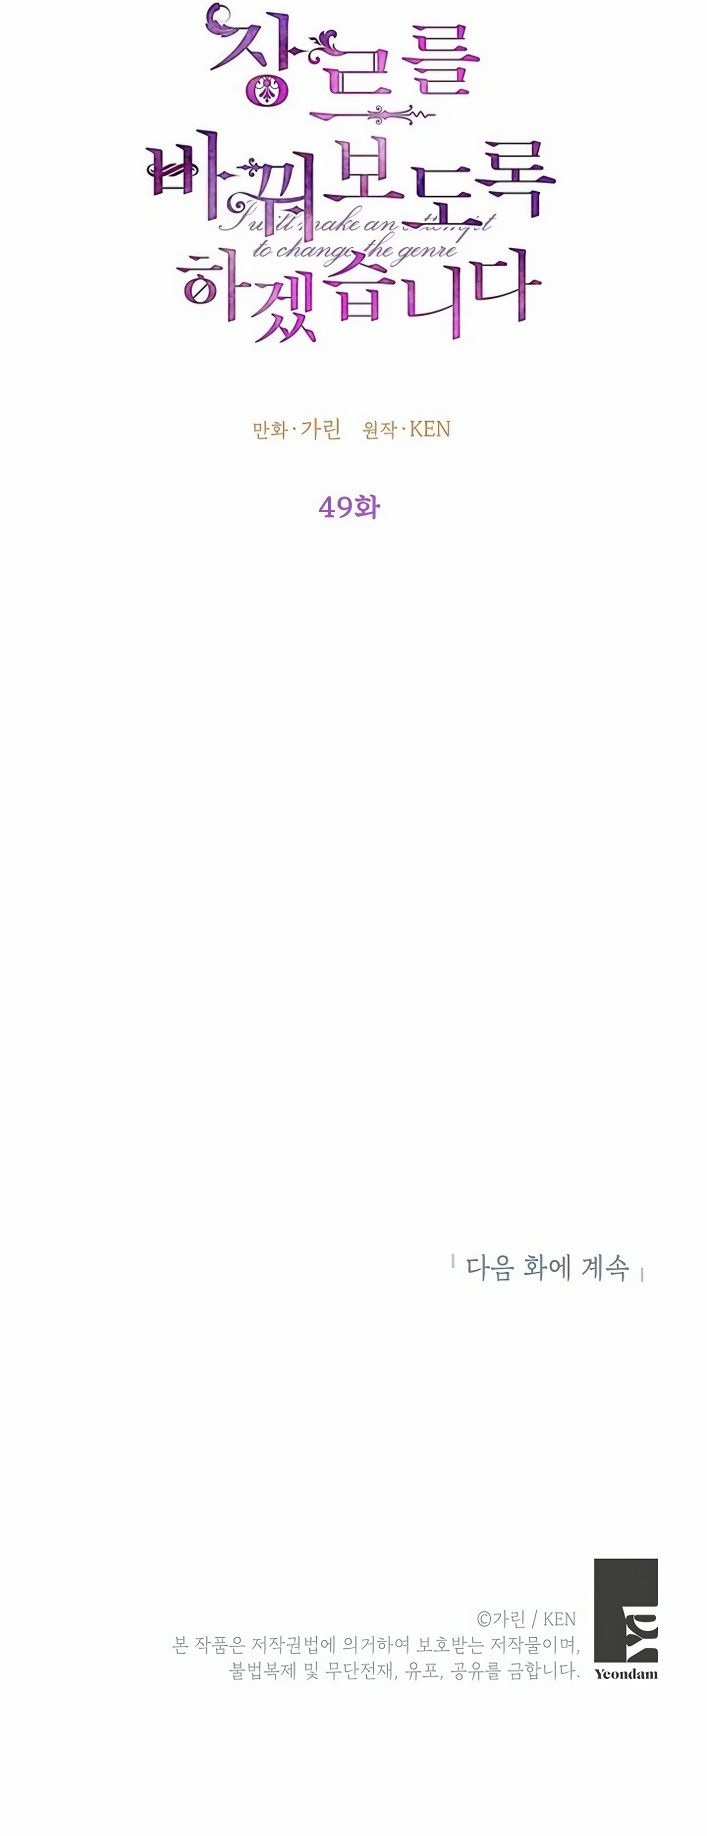 장르를
바꿔보도록
I will make an attempt
to change the genre
하겠습니다
만화·가린 원작·KEN
49화
다음 화에 계속
©가린 / KEN
본 작품은 저작권법에 의거하여 보호받는 저작물이며,
불법복제 및 무단전재, 유포, 공유를 금합니다.
Yd
Yeondam